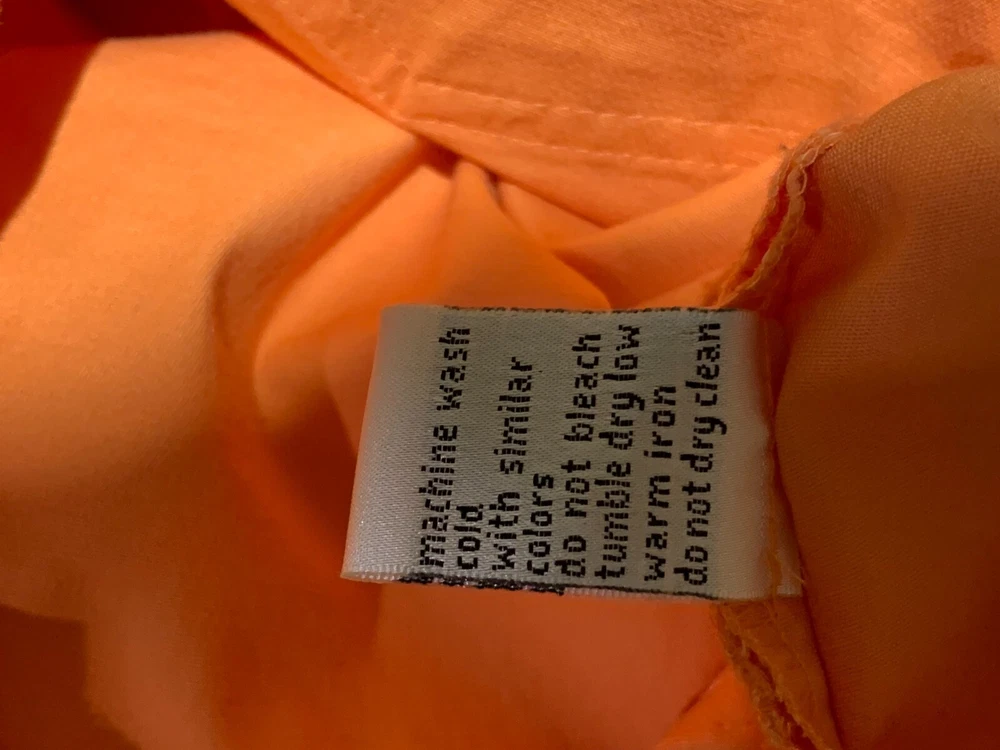 machine wash
cold
with similar
colors
do not bleach
tumble dry low
warm iron
do not dry clean